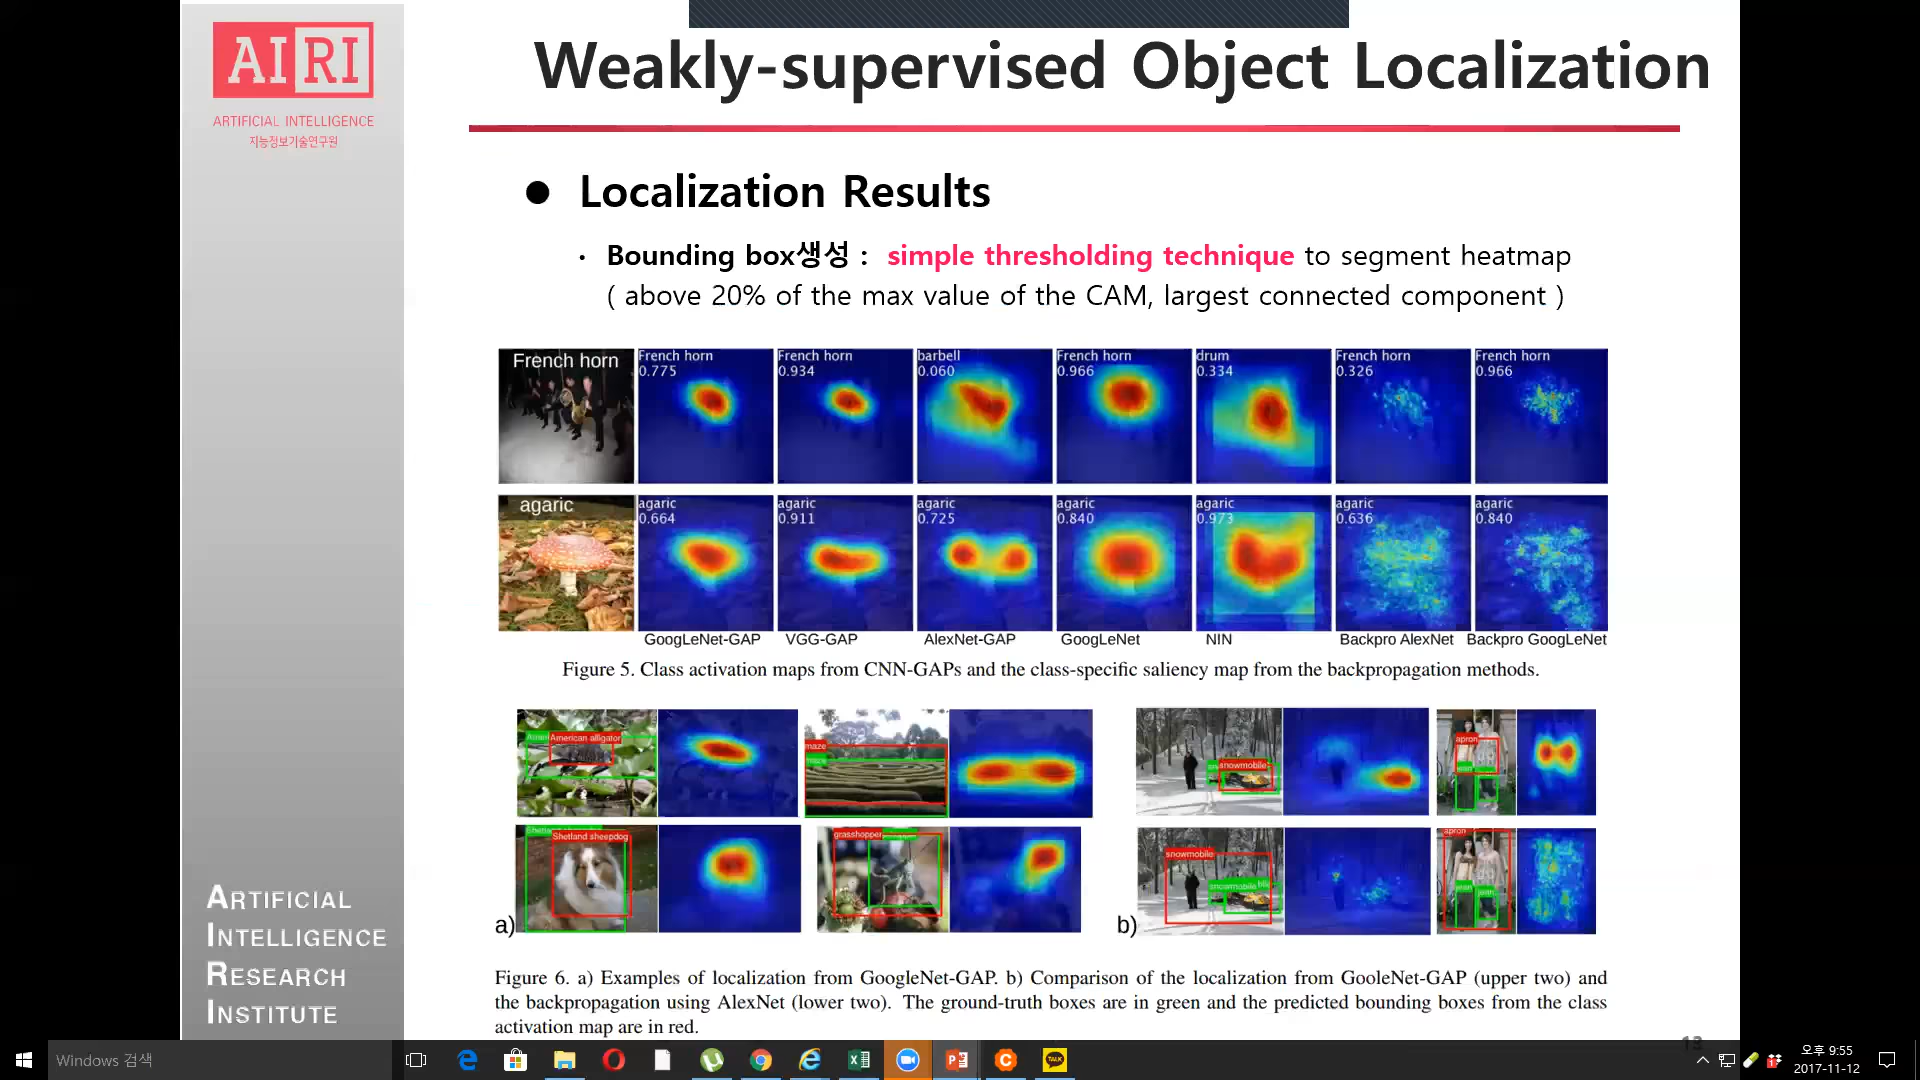 AIRI
ARTIFICIAL INTELLIGENCE
지능정보기술연구원
Weakly-supervised Object Localization
● Localization Results
• Bounding box생성 : simple thresholding technique to segment heatmap
( above 20% of the max value of the CAM, largest connected component )
French horn
French horn 0.775
French horn 0.934
barbell 0.060
French horn 0.966
drum 0.334
French horn 0.326
French horn 0.966
agaric
agaric 0.664
agaric 0.911
agaric 0.725
agaric 0.840
agaric 0.973
agaric 0.636
agaric 0.840
GoogLeNet-GAP VGG-GAP AlexNet-GAP GoogLeNet NIN Backpro AlexNet Backpro GoogLeNet
Figure 5. Class activation maps from CNN-GAPs and the class-specific saliency map from the backpropagation methods.
American alligator
maze
maze
snowmobile
apron
Shetland sheepdog
grasshopper
snowmobile
snowmobile
apron
a)
b)
Figure 6. a) Examples of localization from GoogleNet-GAP. b) Comparison of the localization from GooleNet-GAP (upper two) and
the backpropagation using AlexNet (lower two). The ground-truth boxes are in green and the predicted bounding boxes from the class
activation map are in red.
ARTIFICIAL
INTELLIGENCE
RESEARCH
INSTITUTE
13
Windows 검색
TALK
오후 9:55
2017-11-12